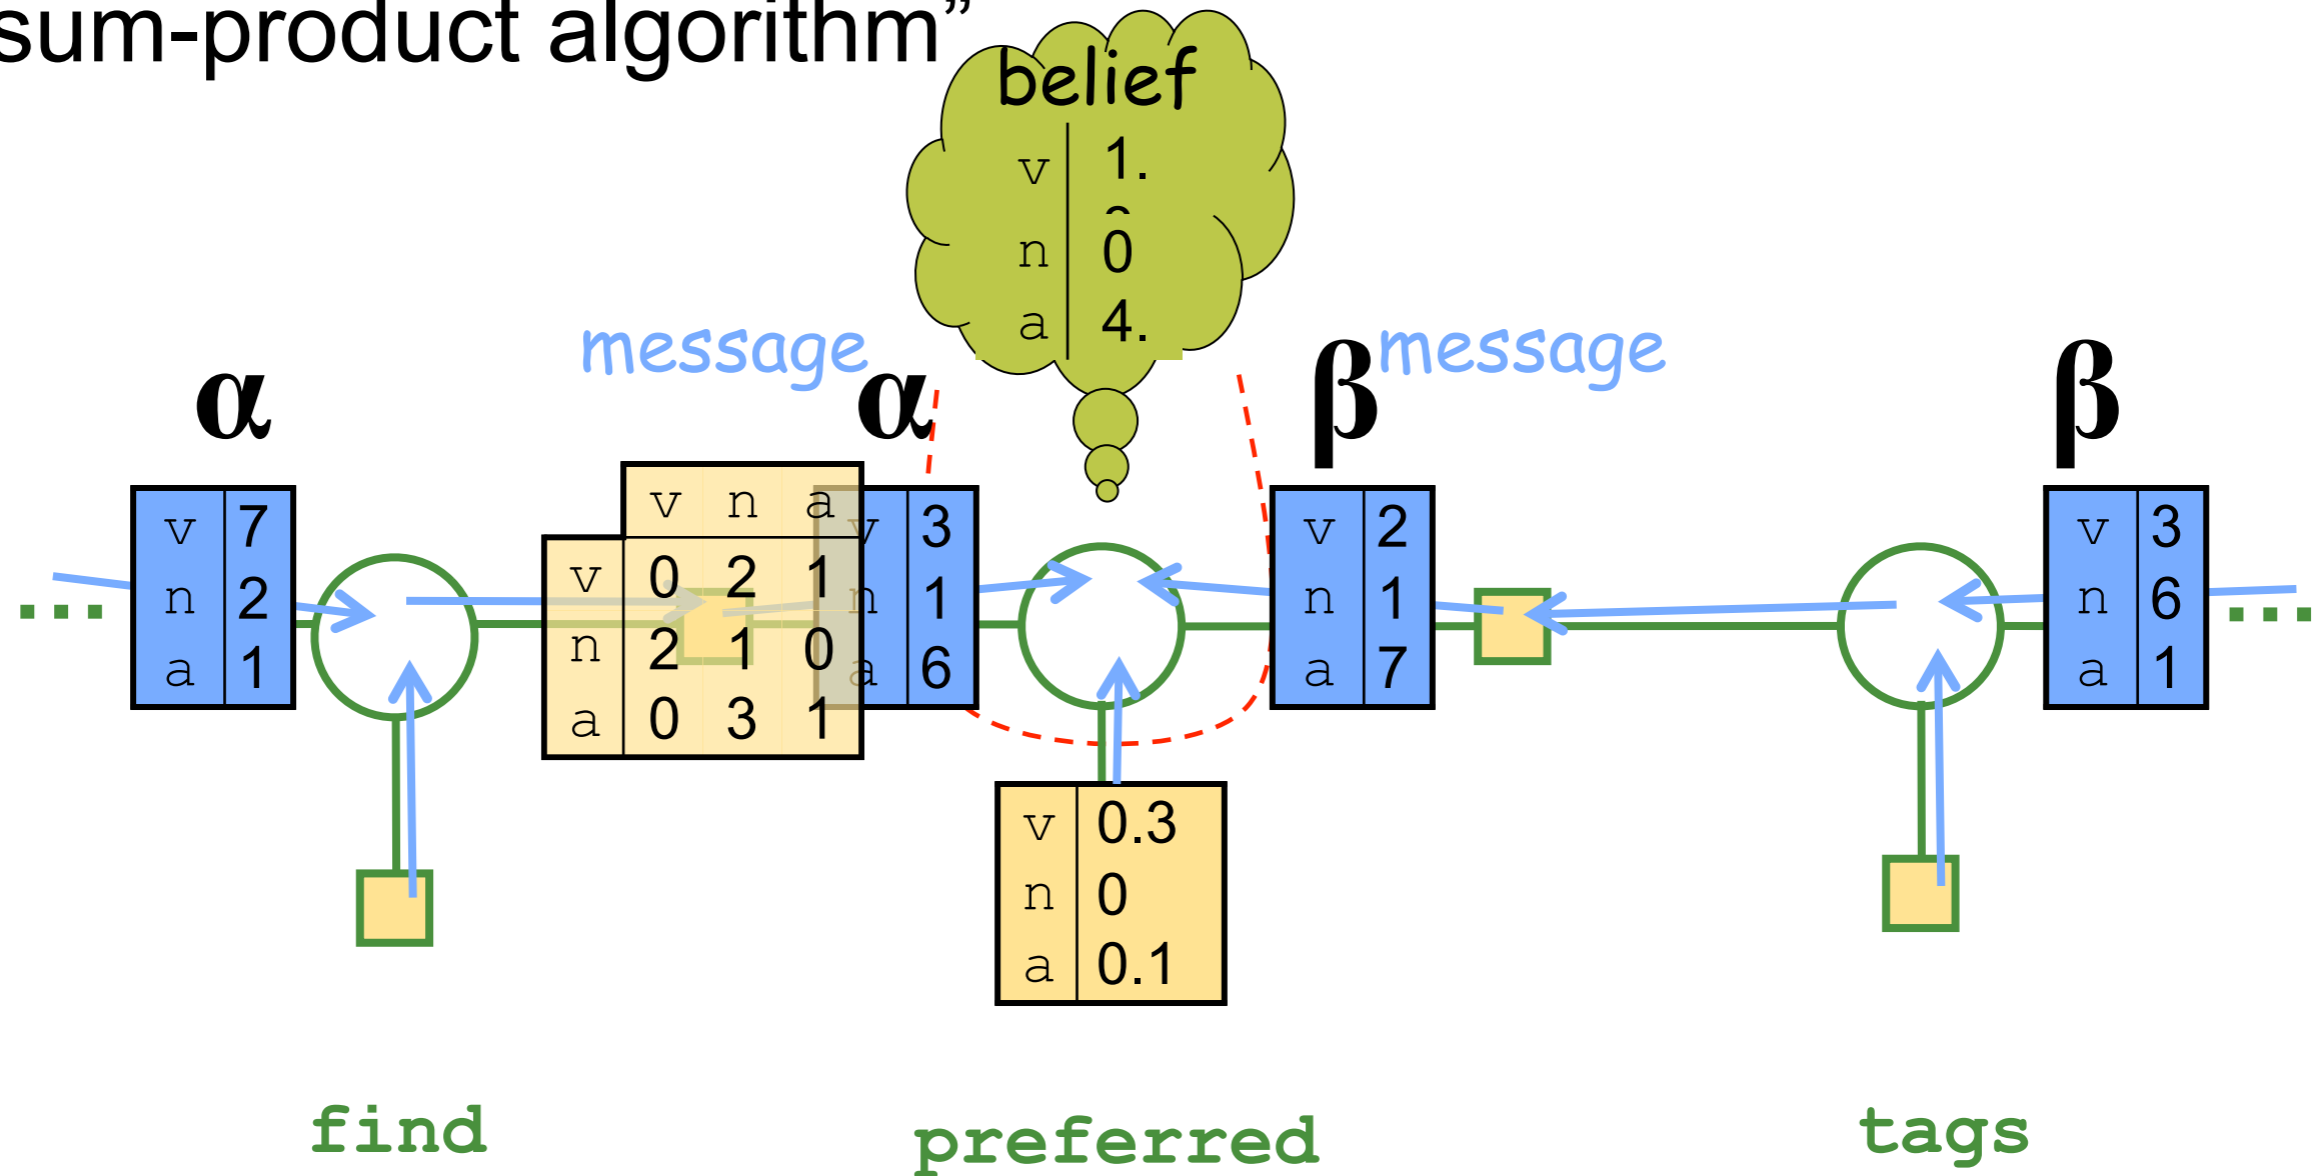 sum-product algorithm”
belief
v 1.
n 0
a 4.
message
message
α
α
β
β
v 7
n 2
a 1
v n a
v 0 2 1
n 2 1 0
a 0 3 1
v 3
n 1
a 6
v 2
n 1
a 7
v 3
n 6
a 1
...
...
v 0.3
n 0
a 0.1
find
preferred
tags